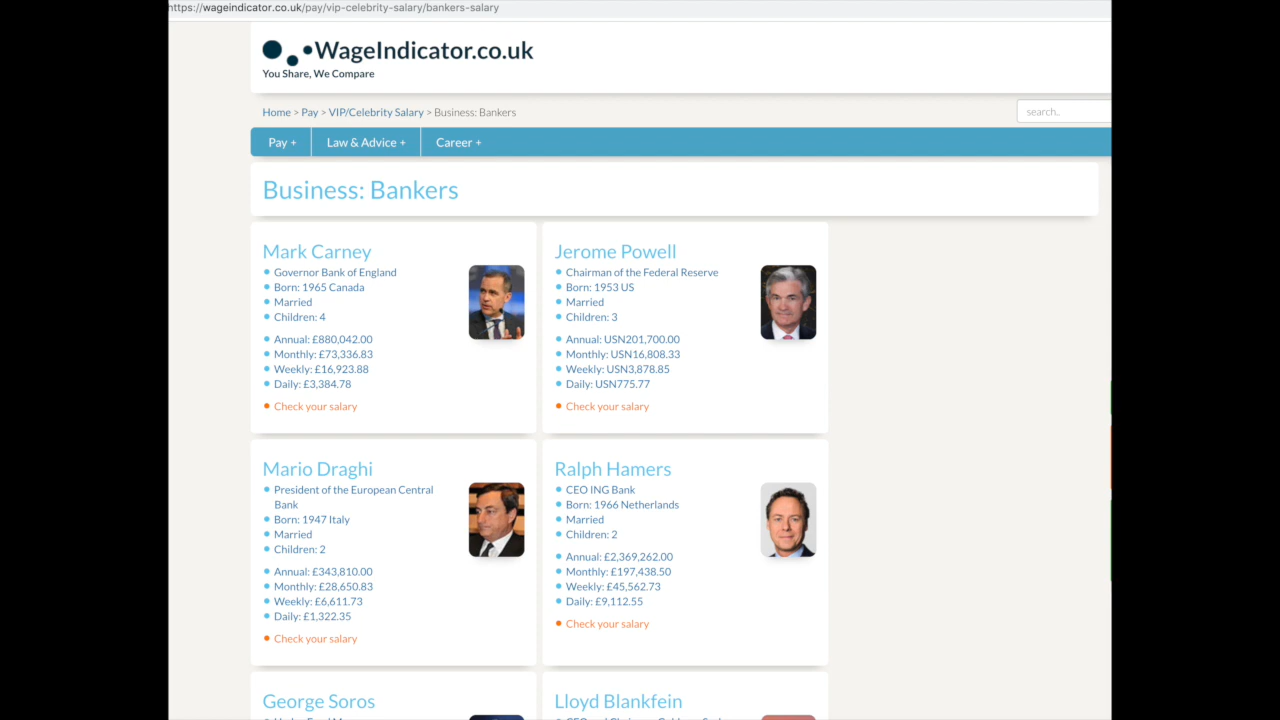 https://wageindicator.co.uk/pay/vip-celebrity-salary/bankers-salary
WageIndicator.co.uk
You Share, We Compare
Home > Pay > VIP/Celebrity Salary > Business: Bankers
search..
Pay +
Law & Advice +
Career +
Business: Bankers
Mark Carney
Governor Bank of England
Born: 1965 Canada
Married
Children: 4
Annual: £880,042.00
Monthly: £73,336.83
Weekly: £16,923.88
Daily: £3,384.78
Check your salary
Jerome Powell
Chairman of the Federal Reserve
Born: 1953 US
Married
Children: 3
Annual: USN201,700.00
Monthly: USN16,808.33
Weekly: USN3,878.85
Daily: USN775.77
Check your salary
Mario Draghi
President of the European Central
Bank
Born: 1947 Italy
Married
Children: 2
Annual: £343,810.00
Monthly: £28,650.83
Weekly: £6,611.73
Daily: £1,322.35
Check your salary
Ralph Hamers
CEO ING Bank
Born: 1966 Netherlands
Married
Children: 2
Annual: £2,369,262.00
Monthly: £197,438.50
Weekly: £45,562.73
Daily: £9,112.55
Check your salary
George Soros
Lloyd Blankfein